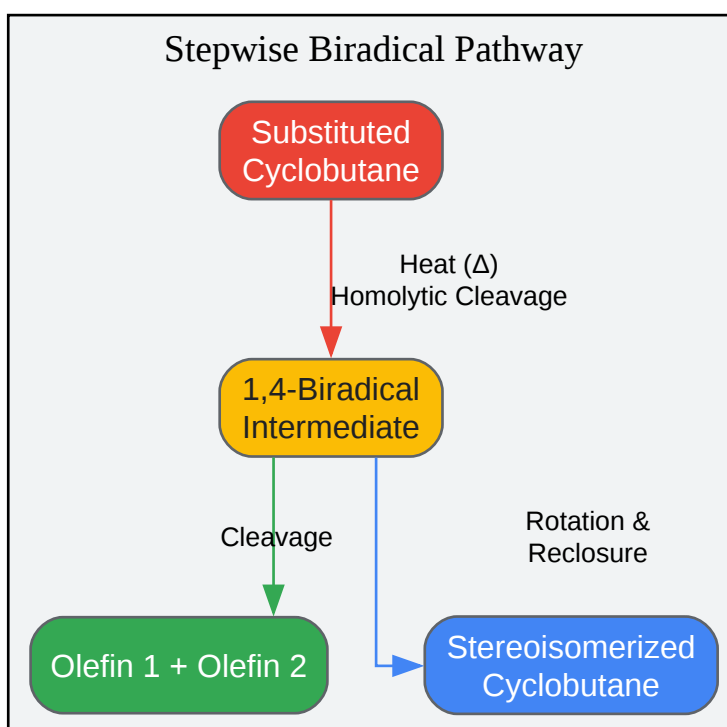 Stepwise Biradical Pathway
Substituted
Cyclobutane
Heat (Δ)
Homolytic Cleavage
1,4-Biradical
Intermediate
Cleavage
Rotation &
Reclosure
Olefin 1 + Olefin 2
Stereoisomerized
Cyclobutane